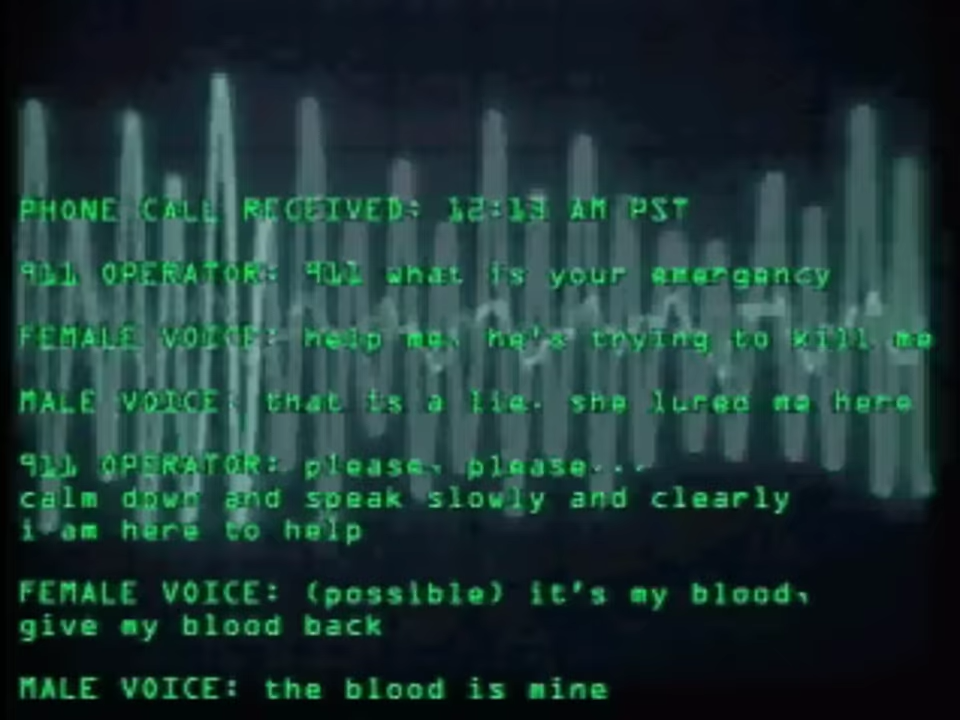 PHONE CALL RECEIVED: 12:13 AM PST
911 OPERATOR: 911 what is your emergency
FEMALE VOICE: help me, he's trying to kill me
MALE VOICE: that is a lie. she lured me here
911 OPERATOR: please, please...
calm down and speak slowly and clearly
i am here to help
FEMALE VOICE: (possible) it's my blood,
give my blood back
MALE VOICE: the blood is mine